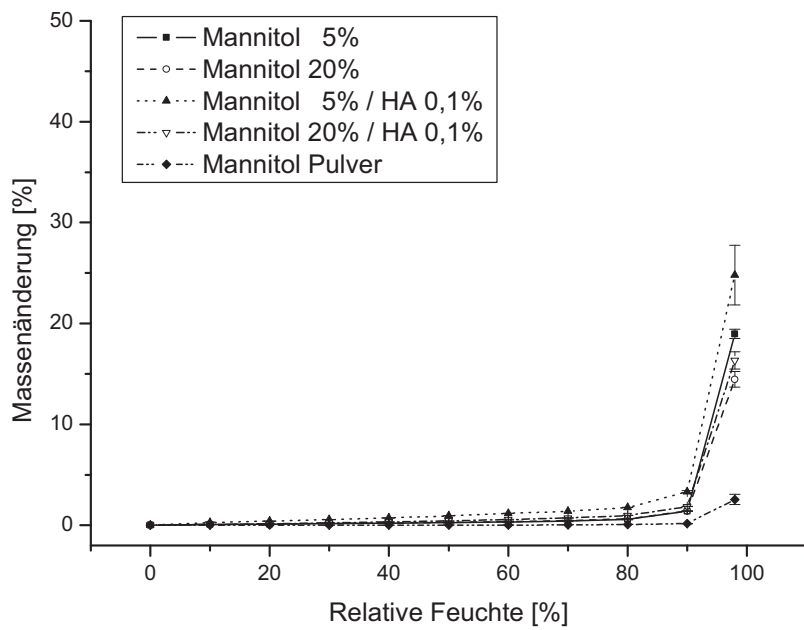 50
40
30
20
10
0
Massenänderung [%]
Mannitol 5%
Mannitol 20%
Mannitol 5% / HA 0,1%
Mannitol 20% / HA 0,1%
Mannitol Pulver
0 20 40 60 80 100
Relative Feuchte [%]